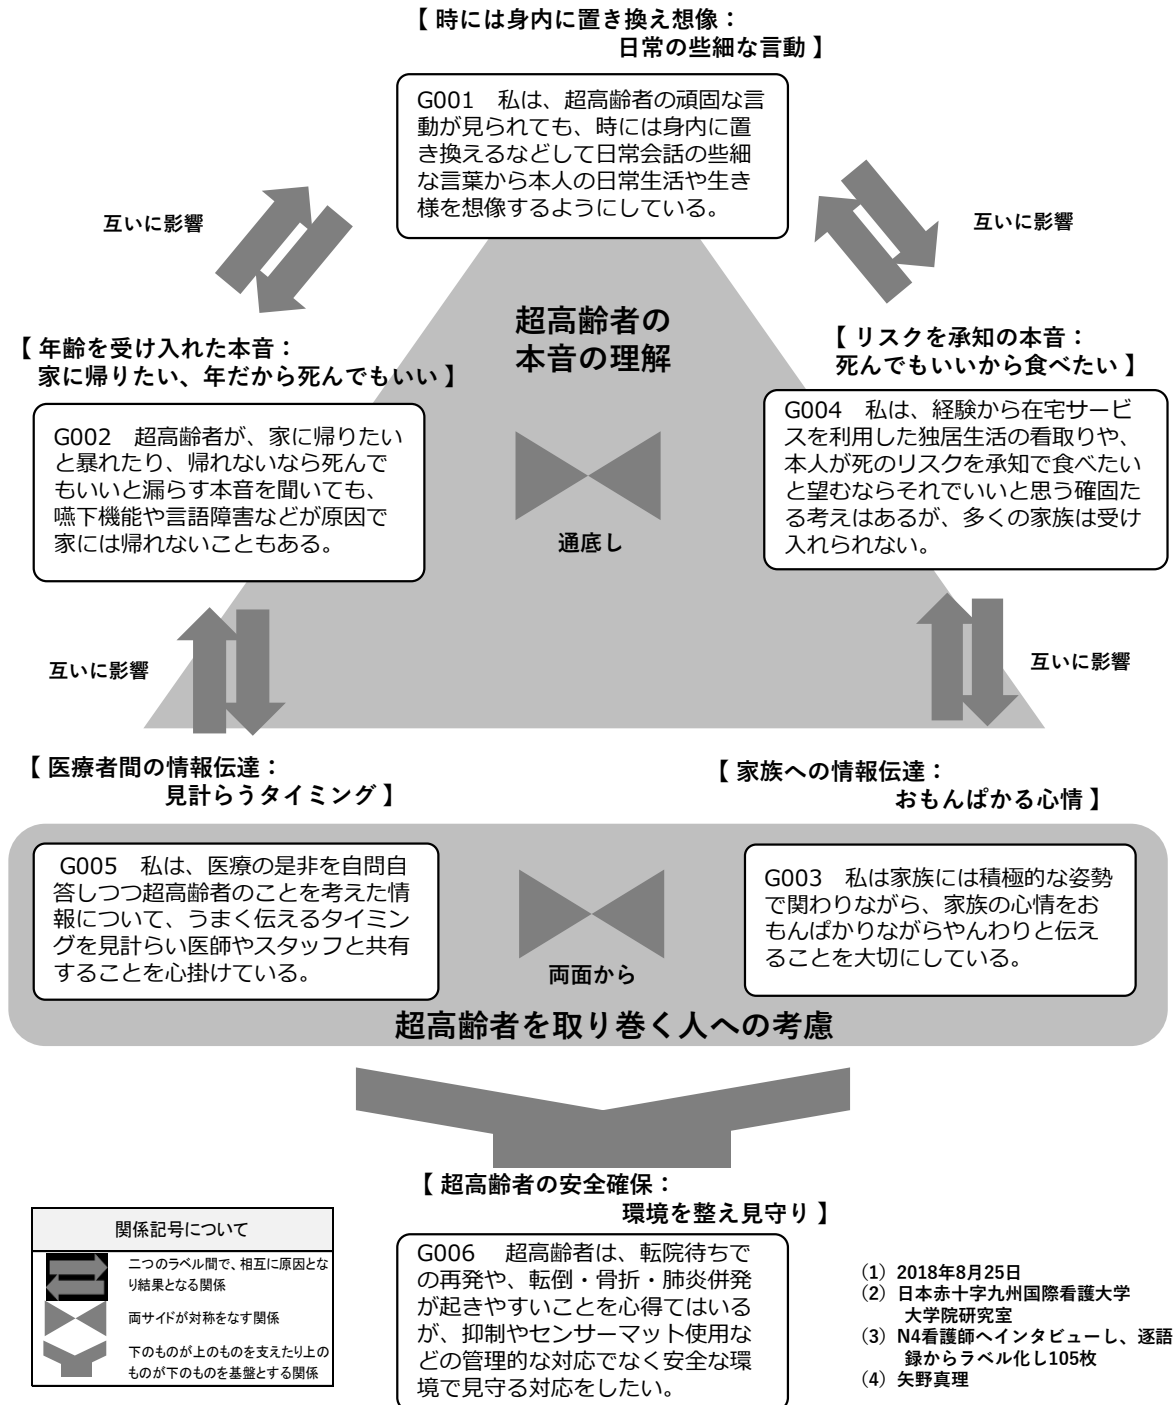 【 時には身内に置き換え想像：
日常の些細な言動 】
G001　私は、超高齢者の頑固な言
動が見られても、時には身内に置
き換えるなどして日常会話の些細
な言葉から本人の日常生活や生き
様を想像するようにしている。
互いに影響
互いに影響
超高齢者の
本音の理解
【 年齢を受け入れた本音：
家に帰りたい、年だから死んでもいい 】
【 リスクを承知の本音：
死んでもいいから食べたい 】
G002　超高齢者が、家に帰りたい
と暴れたり、帰れないなら死んで
もいいと漏らす本音を聞いても、
嚥下機能や言語障害などが原因で
家には帰れないこともある。
通底し
G004　私は、経験から在宅サービ
スを利用した独居生活の看取りや、
本人が死のリスクを承知で食べたい
と望むならそれでいいと思う確固た
る考えはあるが、多くの家族は受け
入れられない。
互いに影響
互いに影響
【 医療者間の情報伝達：
見計らうタイミング 】
【 家族への情報伝達：
おもんぱかる心情 】
G005　私は、医療の是非を自問自
答しつつ超高齢者のことを考えた情
報について、うまく伝えるタイミン
グを見計らい医師やスタッフと共有
することを心掛けている。
両面から
G003　私は家族には積極的な姿勢
で関わりながら、家族の心情をお
もんぱかりながらやんわりと伝え
ることを大切にしている。
超高齢者を取り巻く人への考慮
【 超高齢者の安全確保：
環境を整え見守り 】
G006　超高齢者は、転院待ちで
の再発や、転倒・骨折・肺炎併発
が起きやすいことを心得てはいる
が、抑制やセンサーマット使用な
どの管理的な対応でなく安全な環
境で見守る対応をしたい。
関係記号について
二つのラベル間で、相互に原因とな
り結果となる関係
両サイドが対称をなす関係
下のものが上のものを支えたり上の
ものが下のものを基盤とする関係
（1）2018年8月25日
（2）日本赤十字九州国際看護大学
大学院研究室
（3）N4看護師へインタビューし、逐語
録からラベル化し105枚
（4）矢野真理